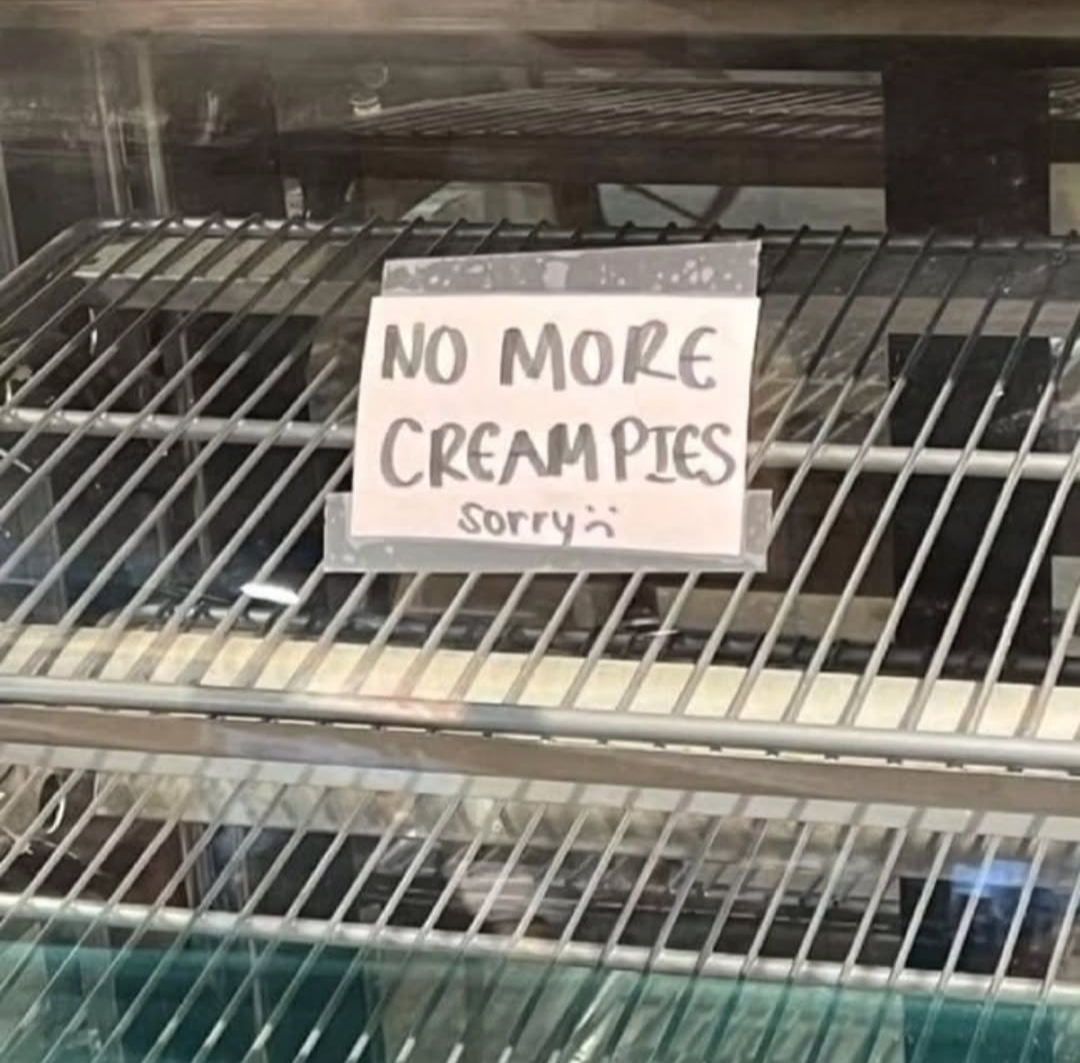 NO MORE
CREAM PIES
sorry :(